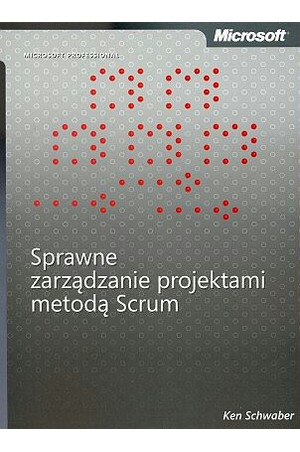 Microsoft®
MICROSOFT PROFESSIONAL
Sprawne
zarządzanie projektami
metodą Scrum
Ken Schwaber